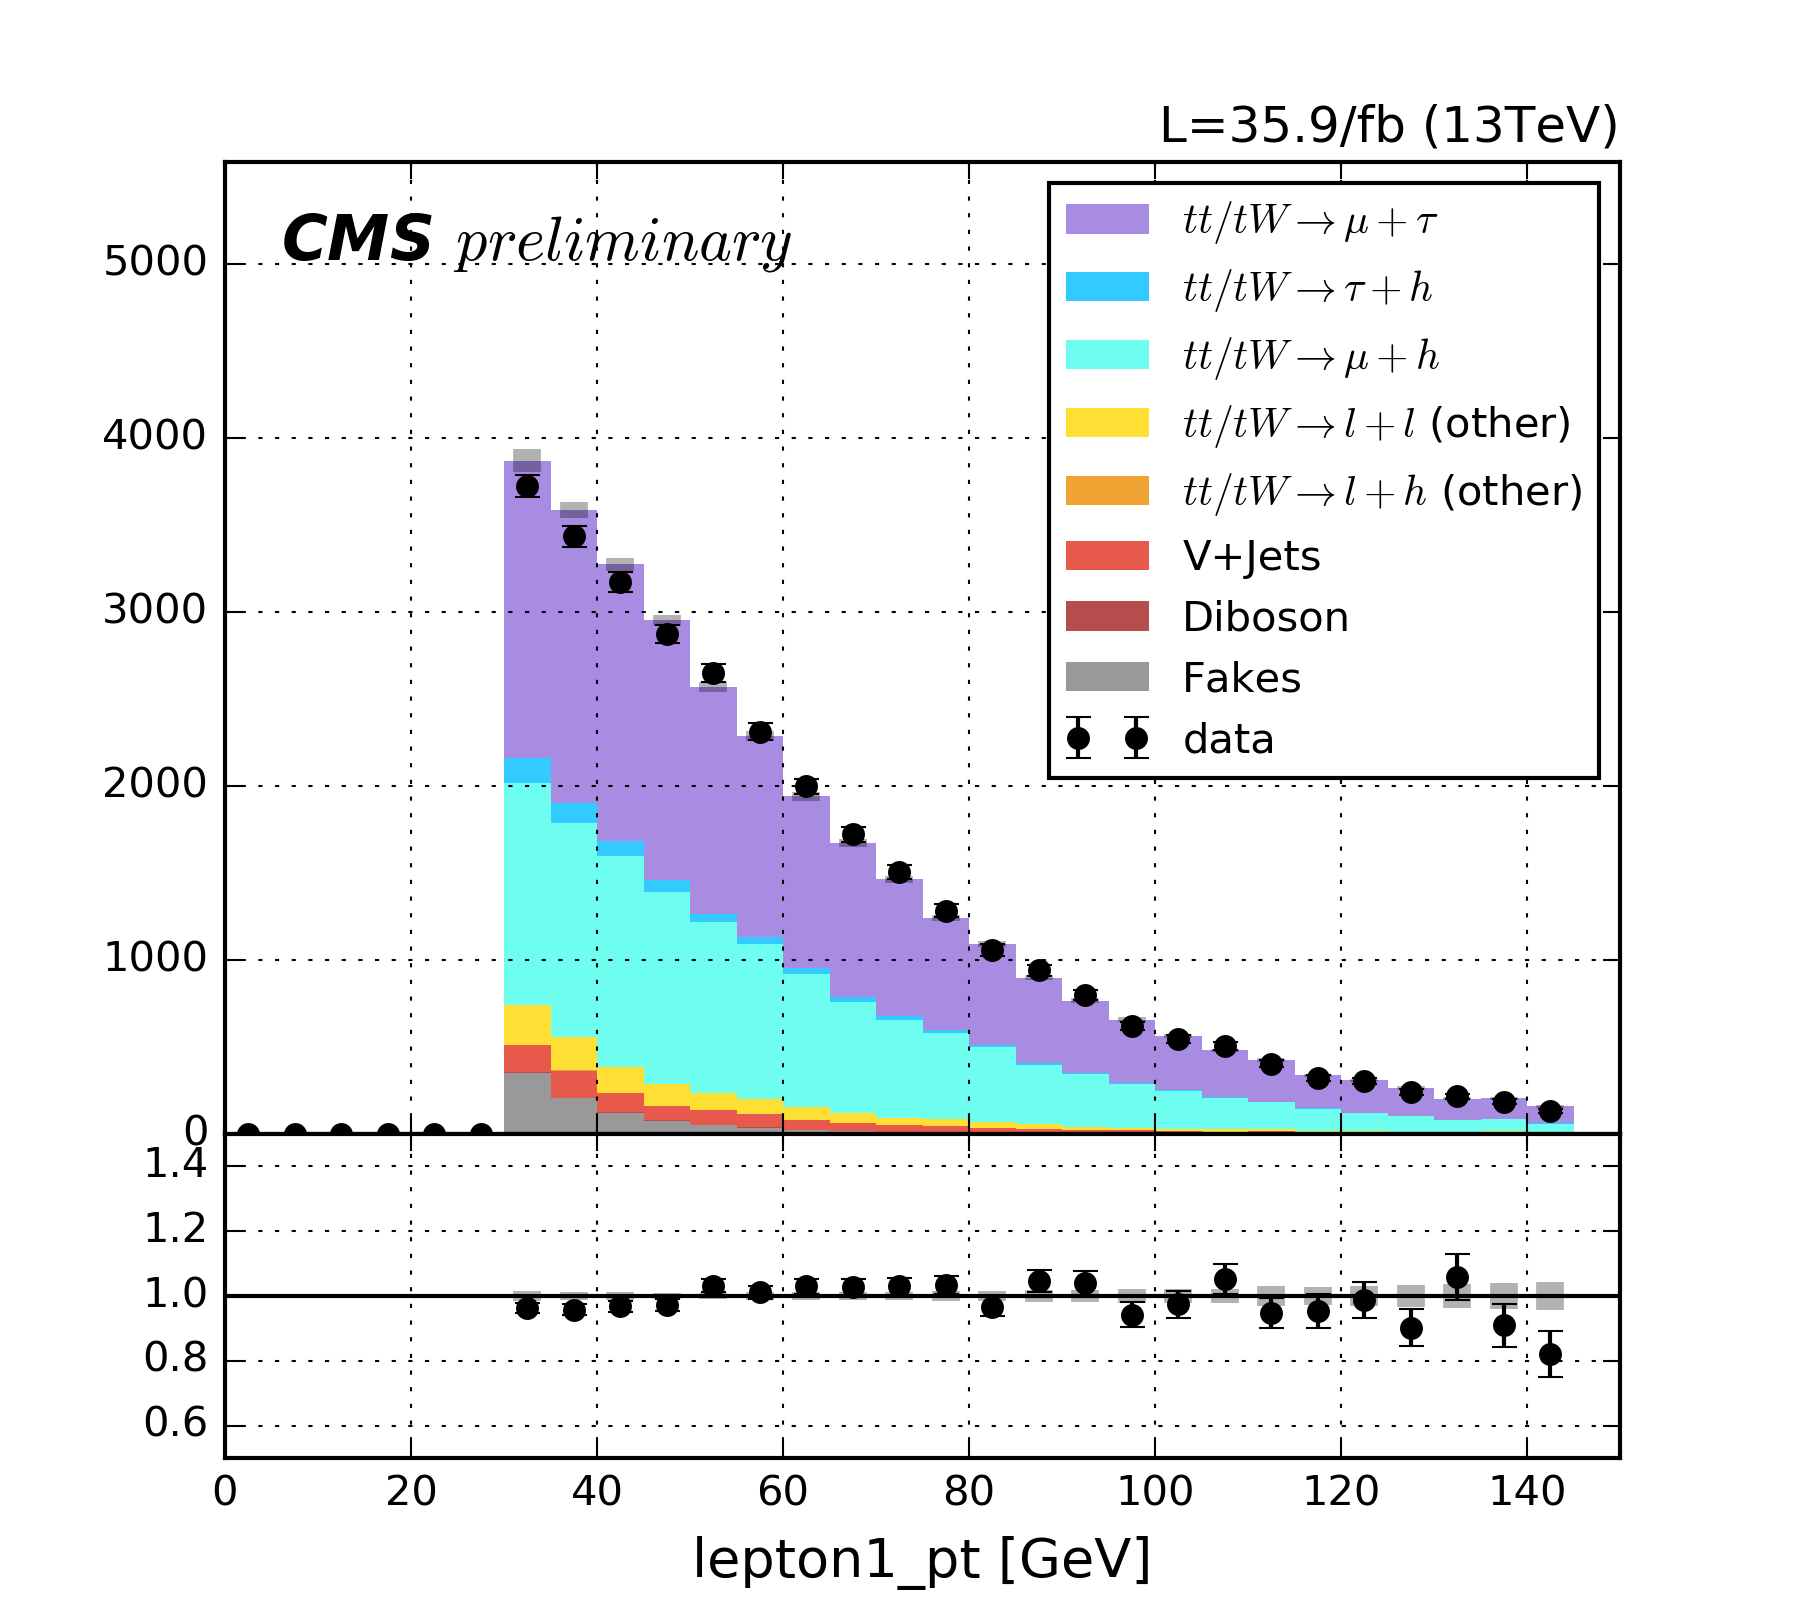 L=35.9/fb (13TeV)
CMS preliminary
5000
4000
3000
2000
1000
0
tt/tW → μ + τ
tt/tW → τ + h
tt/tW → μ + h
tt/tW → l + l (other)
tt/tW → l + h (other)
V+Jets
Diboson
Fakes
data
1.4
1.2
1.0
0.8
0.6
0 20 40 60 80 100 120 140
lepton1_pt [GeV]